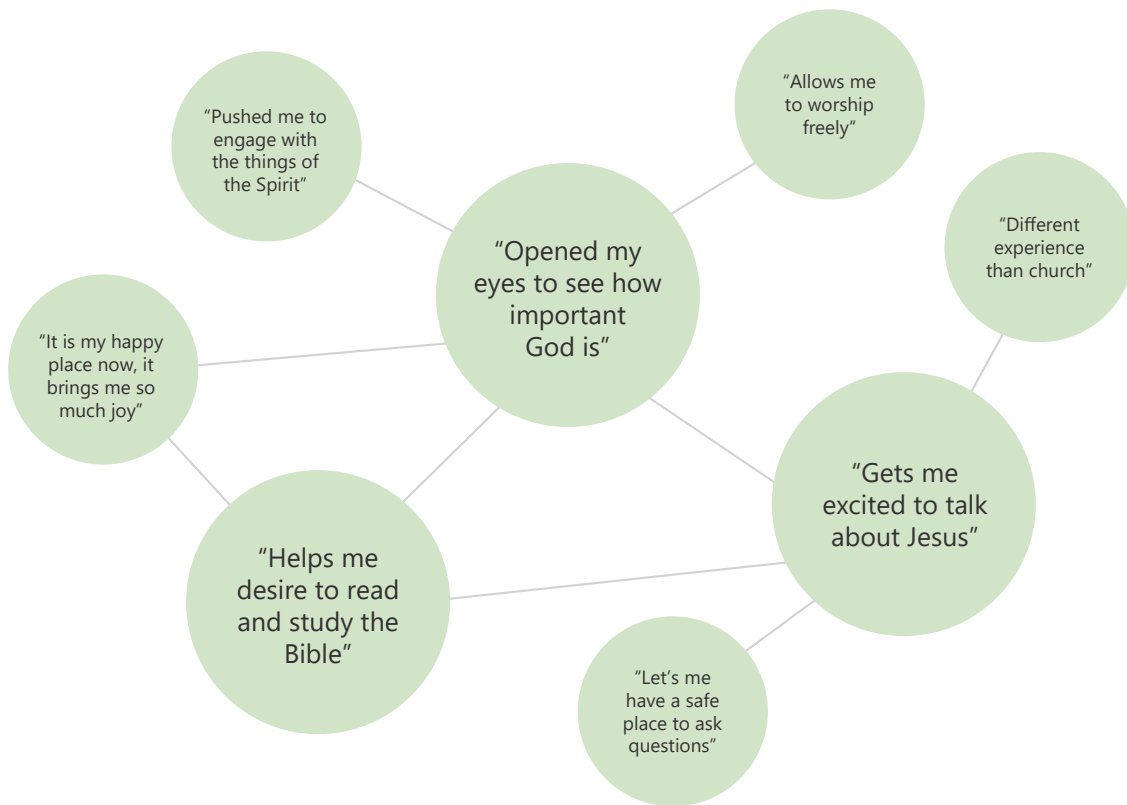 “Pushed me to
engage with
the things of
the Spirit”
“Allows me
to worship
freely”
“Different
experience
than church”
“Opened my
eyes to see how
important
God is”
“It is my happy
place now, it
brings me so
much joy”
“Gets me
excited to talk
about Jesus”
“Helps me
desire to read
and study the
Bible”
“Let’s me
have a safe
place to ask
questions”